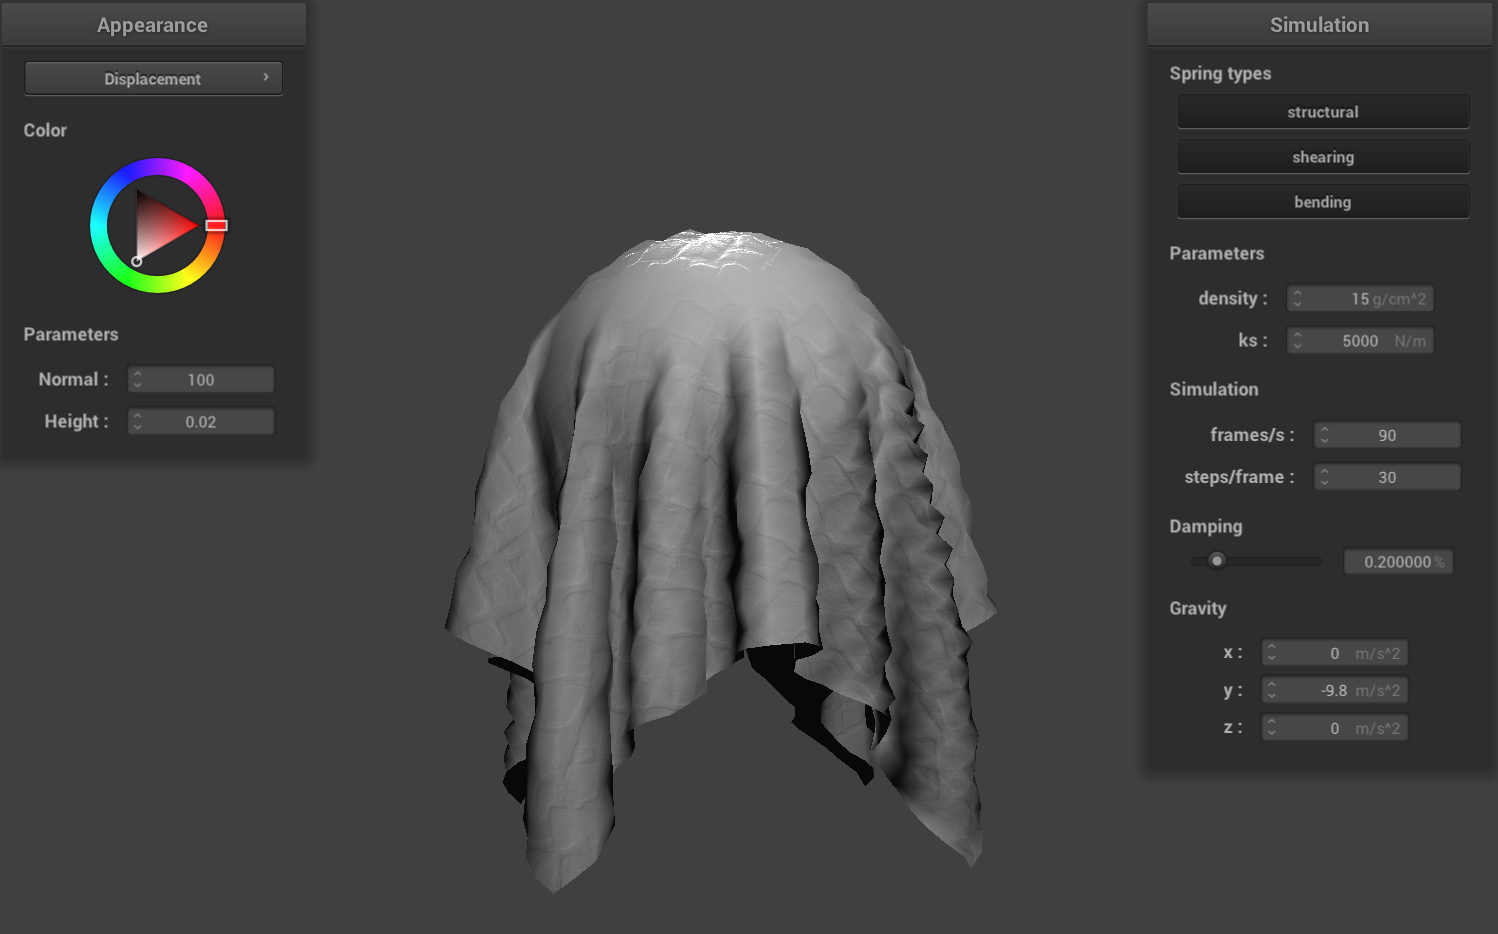 Appearance
Displacement
Color
Parameters
Normal : 100
Height : 0.02
Simulation
Spring types
structural
shearing
bending
Parameters
density : 15 g/cm^2
ks : 5000 N/m
Simulation
frames/s : 90
steps/frame : 30
Damping
0.200000 %
Gravity
x : 0 m/s^2
y : -9.8 m/s^2
z : 0 m/s^2